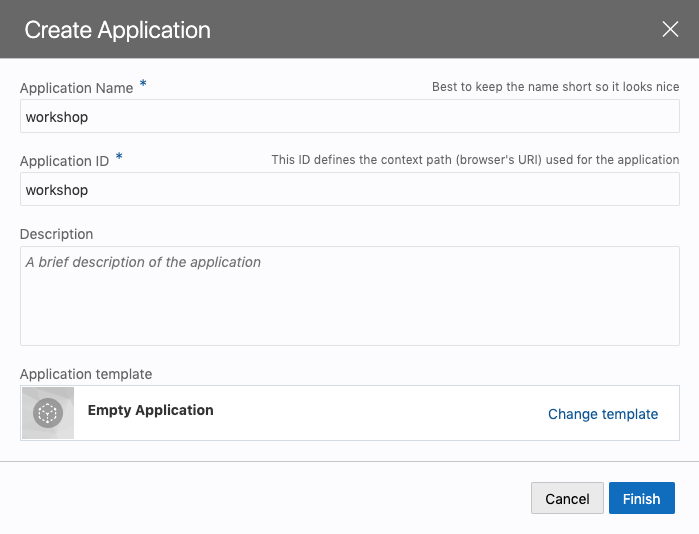 Create Application
Application Name *
Best to keep the name short so it looks nice
workshop
Application ID *
This ID defines the context path (browser's URI) used for the application
workshop
Description
A brief description of the application
Application template
Empty Application
Change template
Cancel
Finish